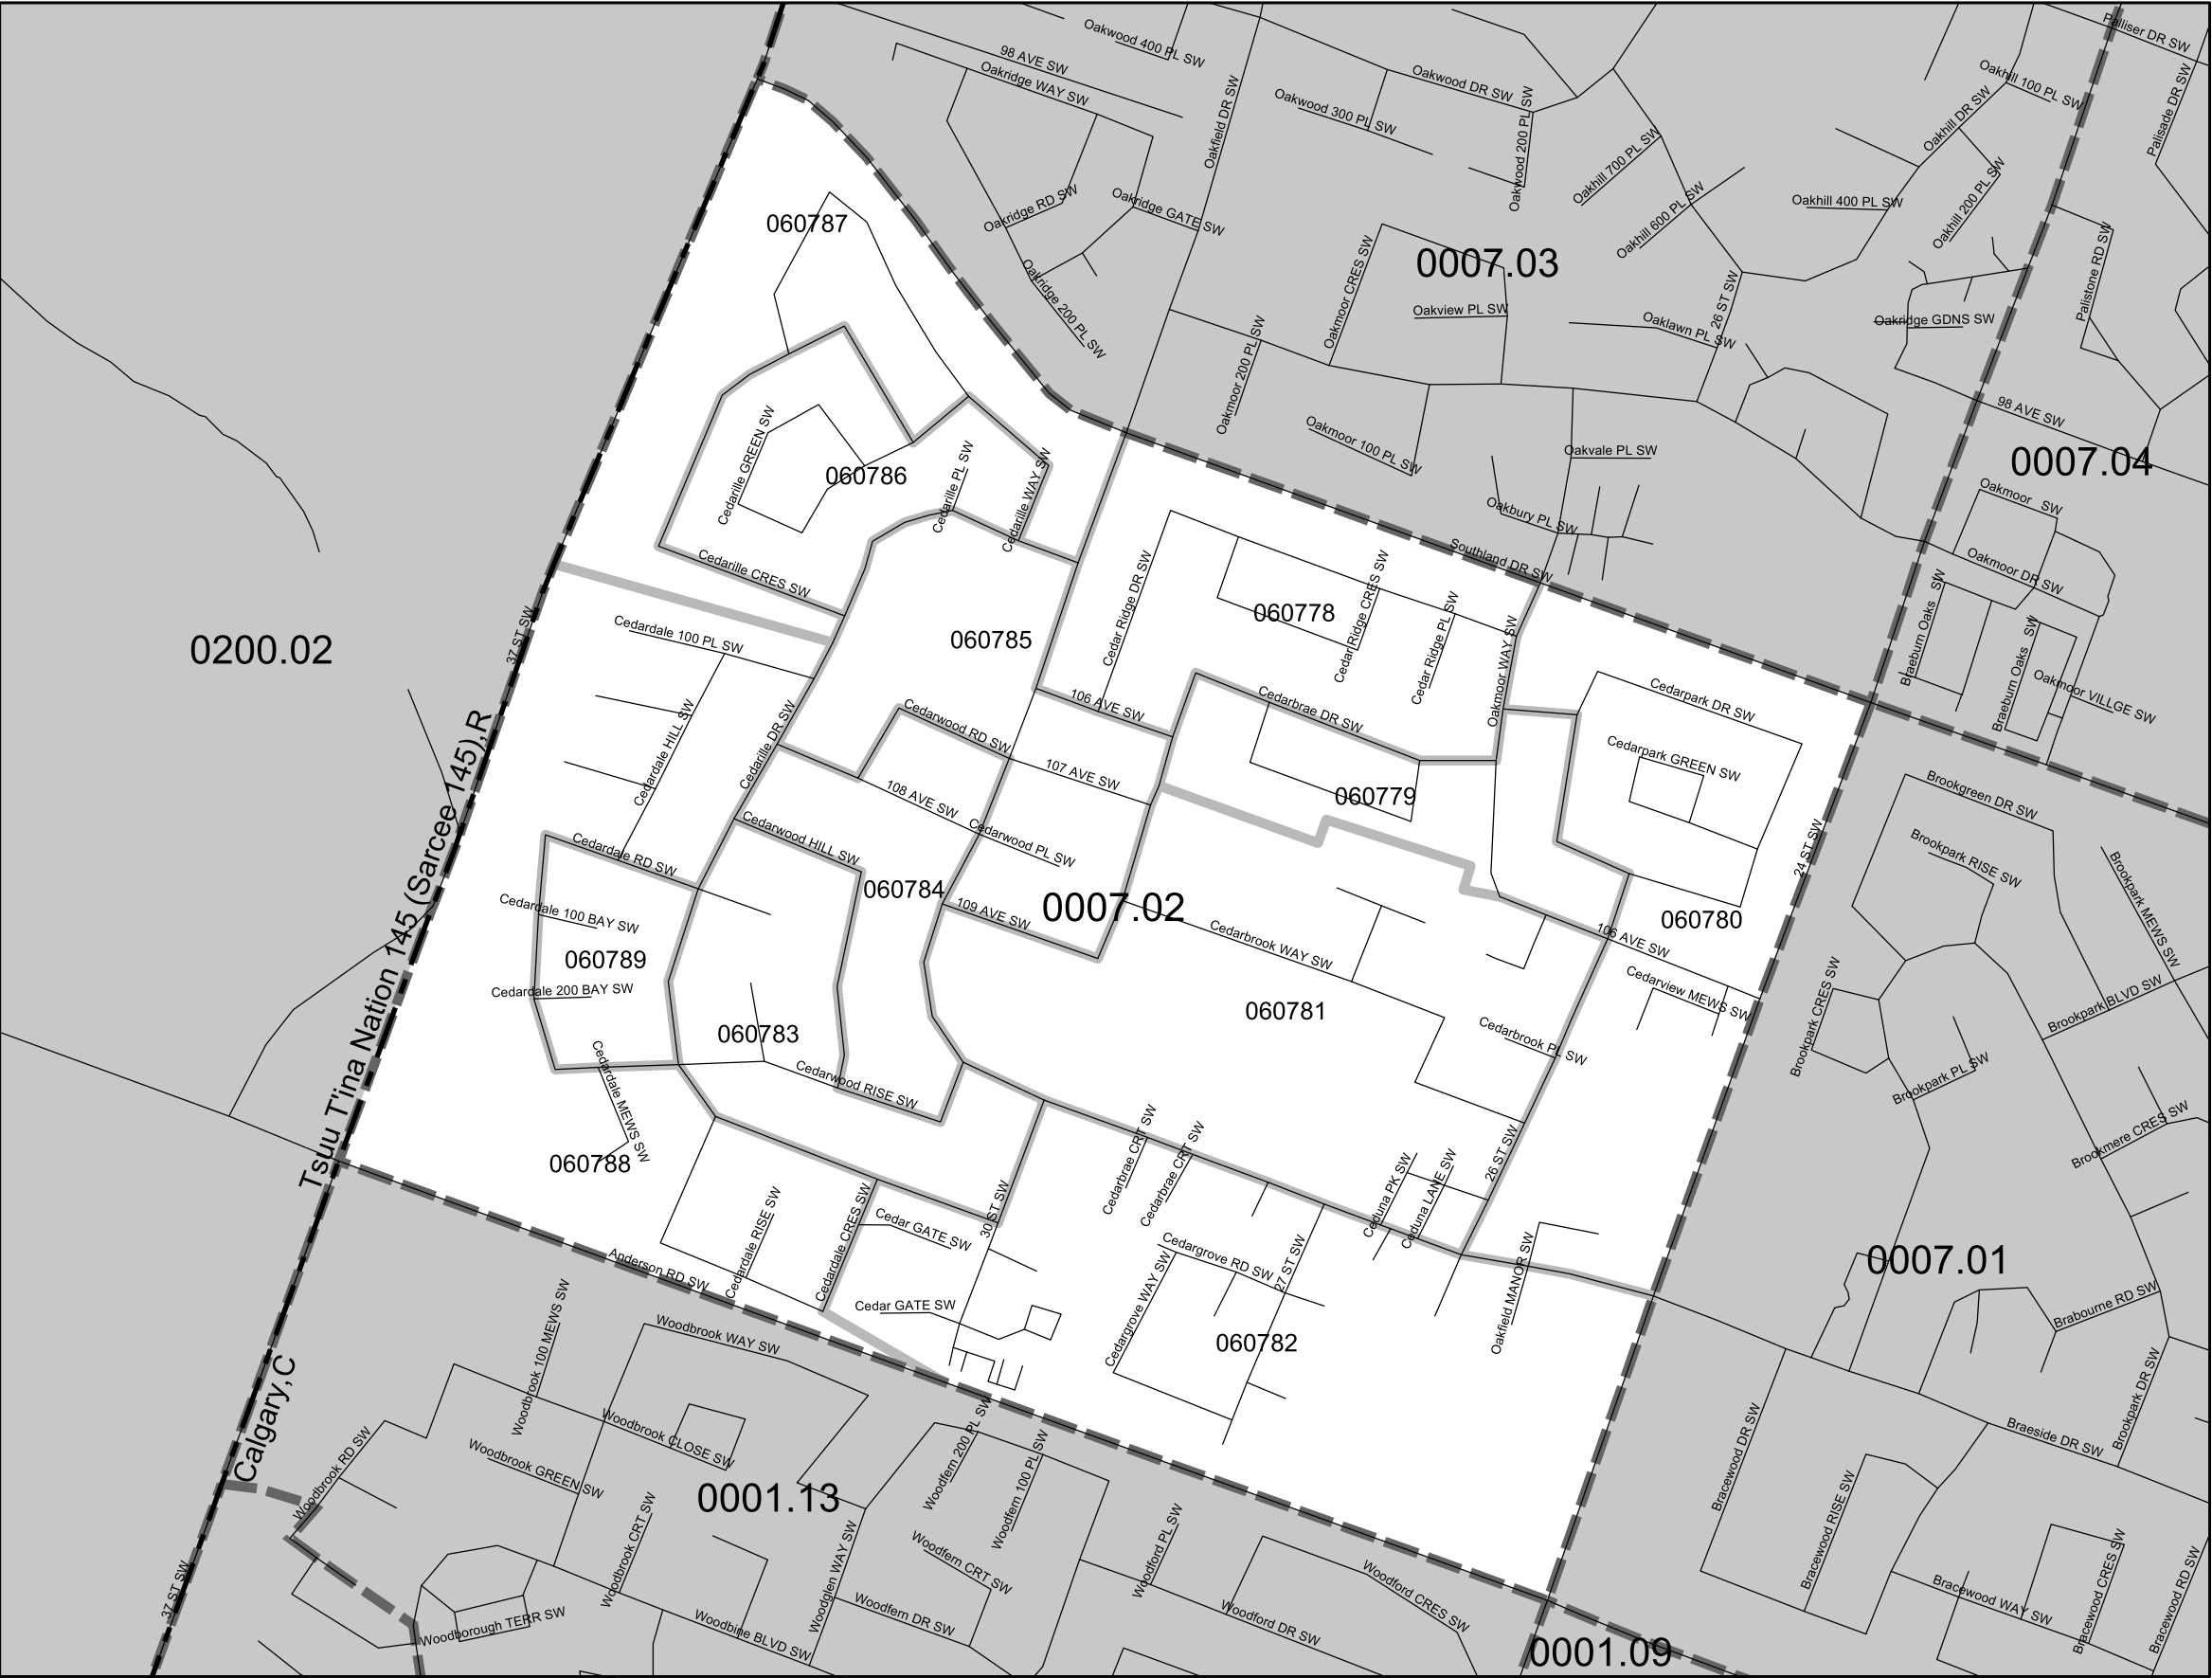 Palliser DR SW
Oakwood 400 PL SW
98 AVE SW
Oakridge WAY SW
Oakfield DR SW
Oakwood DR SW
Oakwood 300 PL SW
Oakwood 200 PL SW
Oakhill 100 PL SW
Oakhill DR SW
Palisade DR SW
Oakhill 700 PL SW
Oakhill 600 PL SW
Oakhill 400 PL SW
Oakhill 200 PL SW
Oakridge RD SW
Oakridge GATE SW
Oakridge 200 PL SW
060787
0007.03
Oakmoor CRES SW
Oakview PL SW
26 ST SW
Oaklawn PL SW
Oakridge GDNS SW
Palistone RD SW
Oakmoor 200 PL SW
Oakmoor 100 PL SW
Oakvale PL SW
98 AVE SW
0007.04
Cedarille GREEN SW
060786
Cedarille PL SW
Cedarille WAY SW
Oakbury PL SW
Oakmoor SW
Oakmoor DR SW
Southland DR SW
Cedarille CRES SW
Cedar Ridge DR SW
060778
Cedar Ridge CRES SW
Cedar Ridge PL SW
Oakmoor WAY SW
Braeburn Oaks SW
Braeburn Oaks SW
Oakmoor VILLGE SW
0200.02
37 ST SW
Cedardale 100 PL SW
060785
106 AVE SW
Cedarbrae DR SW
Cedarpark DR SW
Cedarpark GREEN SW
Cedardale HILL SW
Cedarille DR SW
Cedarwood RD SW
107 AVE SW
108 AVE SW
060779
Brookgreen DR SW
24 ST SW
Cedarwood HILL SW
Cedarwood PL SW
Cedardale RD SW
060784
0007.02
109 AVE SW
Brookpark RISE SW
Brookpark MEWS SW
Cedardale 100 BAY SW
060789
Cedardale 200 BAY SW
Cedarbrook WAY SW
060780
106 AVE SW
Cedarview MEWS SW
Brookpark CRES SW
Brookpark BLVD SW
060783
060781
Cedarbrook PL SW
Brookpark PL SW
Tsuu T'ina Nation 145 (Sarcee 145),R
Cedardale MEWS SW
Cedarwood RISE SW
060788
Cedarbrae CRT SW
Cedarbrae CRT SW
26 ST SW
Brookmere CRES SW
Cedardale RISE SW
Cedardale CRES SW
Cedar GATE SW
30 ST SW
Ceduna PK SW
Ceduna LANE SW
Anderson RD SW
Cedar GATE SW
Cedargrove RD SW
Cedargrove WAY SW
27 ST SW
060782
Oakfield MANOR SW
0007.01
Brabourne RD SW
Woodbrook 100 MEWS SW
Woodbrook WAY SW
Calgary,C
Woodbrook RD SW
Woodbrook CLOSE SW
Woodbrook GREEN SW
0001.13
Woodbrook CRT SW
Woodfern 200 PL SW
Woodfern 100 PL SW
Braeside DR SW
Brookpark DR SW
Bracewood DR SW
Bracewood RISE SW
37 ST SW
Woodborough TERR SW
Woodbine BLVD SW
Woodglen WAY SW
Woodfern CRT SW
Woodfern DR SW
Woodford PL SW
Woodford DR SW
Woodford CRES SW
Bracewood WAY SW
Bracewood CRES SW
Bracewood RD SW
0001.09